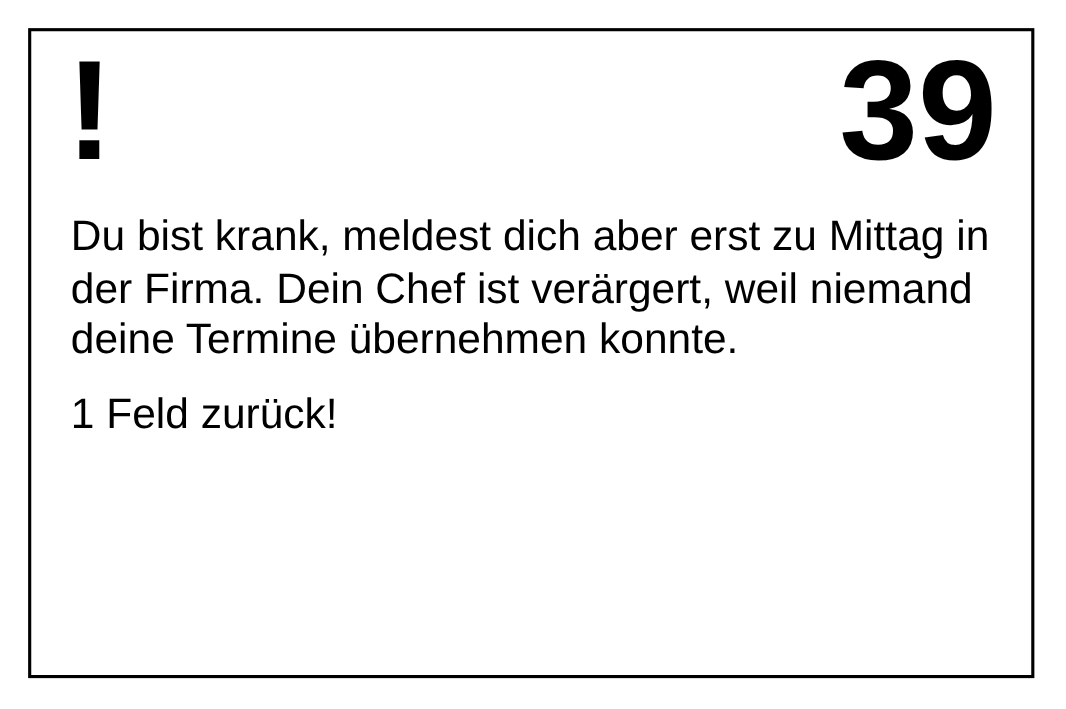 ! 39
Du bist krank, meldest dich aber erst zu Mittag in
der Firma. Dein Chef ist verärgert, weil niemand
deine Termine übernehmen konnte.
1 Feld zurück!